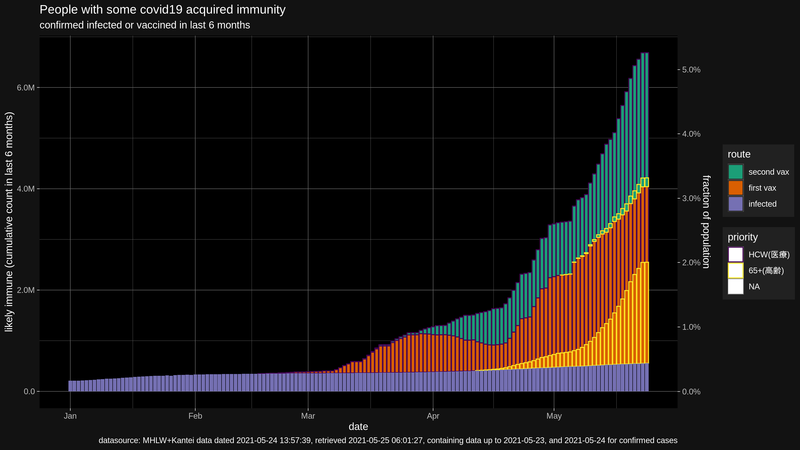 People with some covid19 acquired immunity
confirmed infected or vaccined in last 6 months
likely immune (cumulative count in last 6 months)
6.0M
4.0M
2.0M
0.0
5.0%
4.0%
3.0%
2.0%
1.0%
0.0%
fraction of population
Jan
Feb
Mar
Apr
May
date
route
second vax
first vax
infected
priority
HCW(医療)
65+(高齢)
NA
datasource: MHLW+Kantei data dated 2021-05-24 13:57:39, retrieved 2021-05-25 06:01:27, containing data up to 2021-05-23, and 2021-05-24 for confirmed cases